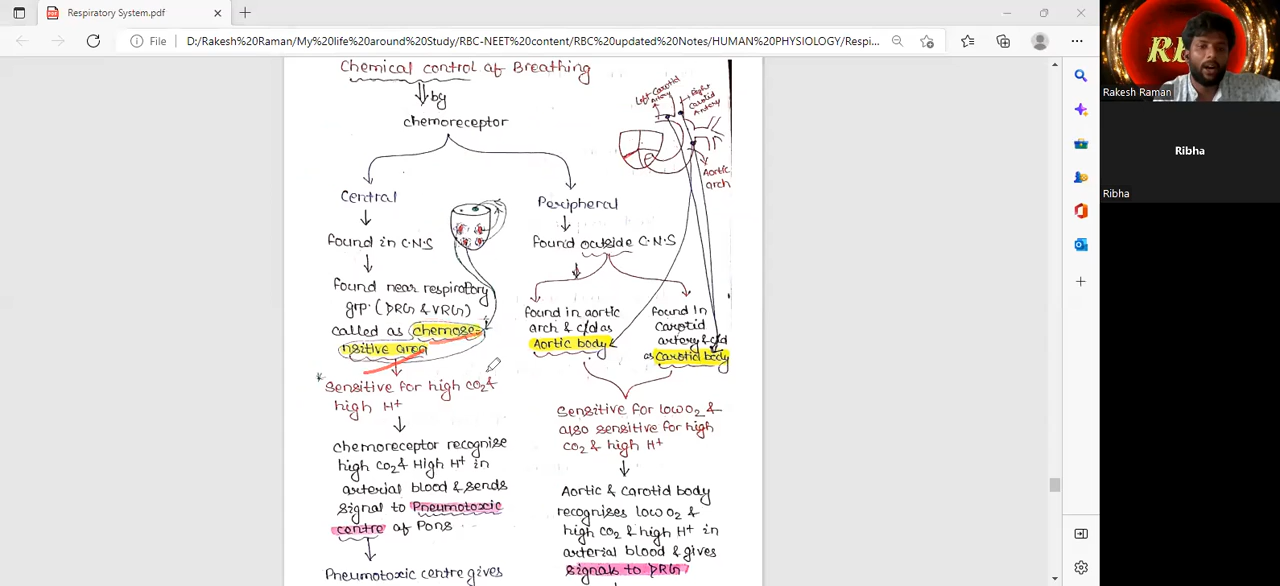 Respiratory System.pdf
File
D:/Rakesh%20Raman/My%20life%20around%20Study/RBC-NEET%20content/RBC%20updated%20Notes/HUMAN%20PHYSIOLOGY/Respi...
Chemical control of Breathing
by
chemoreceptor
Left Carotid
Artery
Right
Carotid
Artery
Aortic
arch
Central
Peripheral
found in C.N.S
found outside C.N.S
found near respiratory
grp. (DRG & VRG)
called as chemose-
nsitive area
found in aortic
arch & c/d as
Aortic body
found in
carotid
artery & c/d
as Carotid body
* Sensitive for high CO2 &
high H+
Sensitive for low O2 &
also sensitive for high
CO2 & high H+
chemoreceptor recognise
high CO2 & High H+ in
arterial blood & sends
signal to Pneumotoxic
centre of Pons
Aortic & Carotid body
recognises low O2 &
high CO2 & high H+ in
arterial blood & gives
signals to DRG
Pneumotoxic centre gives
RB
Rakesh Raman
Ribha
Ribha